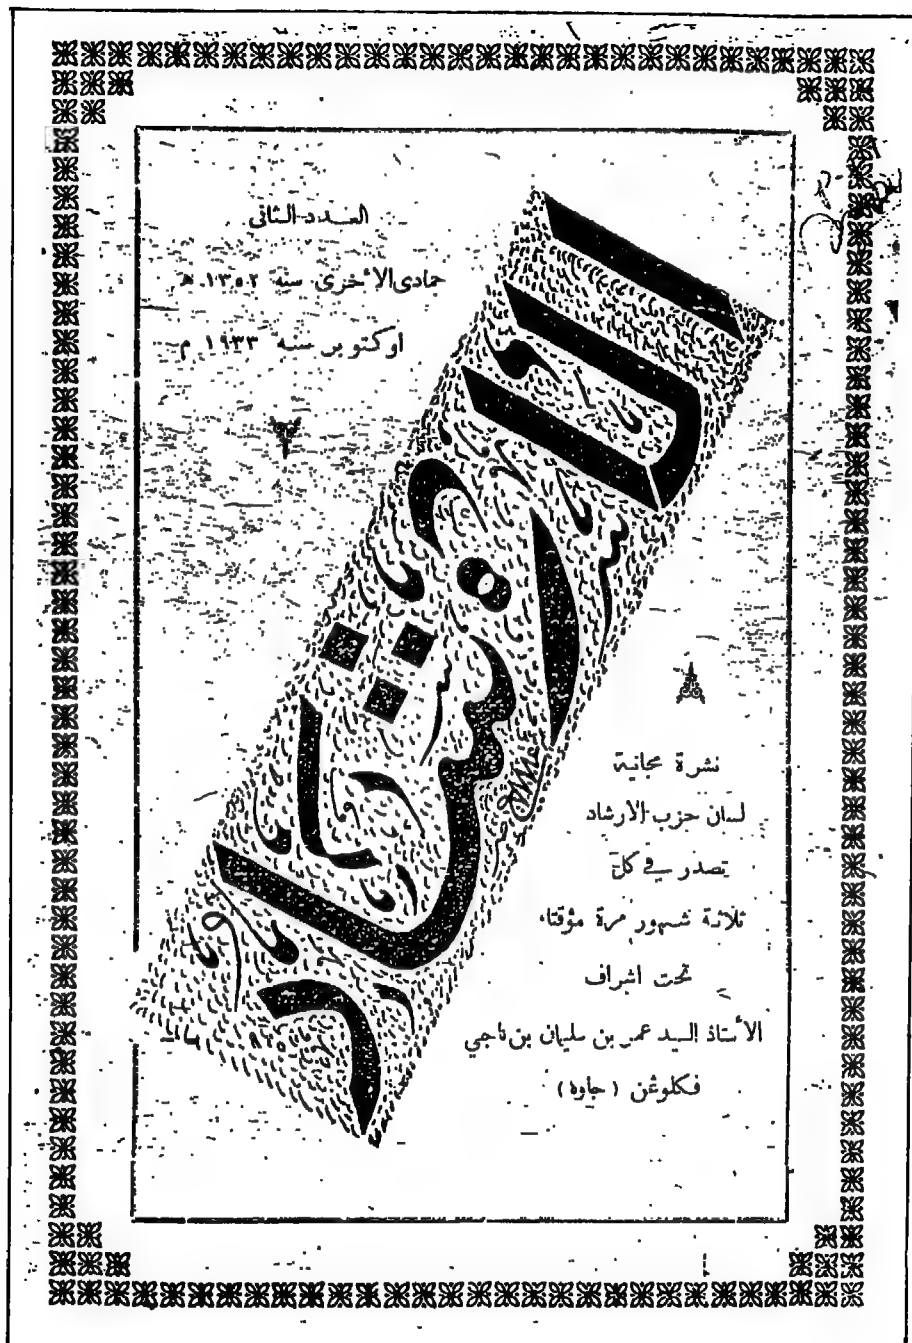 العدد الثاني
جمادى الأخرى سنة ١٣٥٢ هـ
اوكتوبر سنة ١٩٣٣ م
الارشاد
نشرة مجانية
لسان حزب الارشاد
تصدر في كل
ثلاثة شهور مرة مؤقتا
تحت اشراف
الأستاذ السيد عمر بن سليمان بن ناجي
فكلوغن ( جاوه )